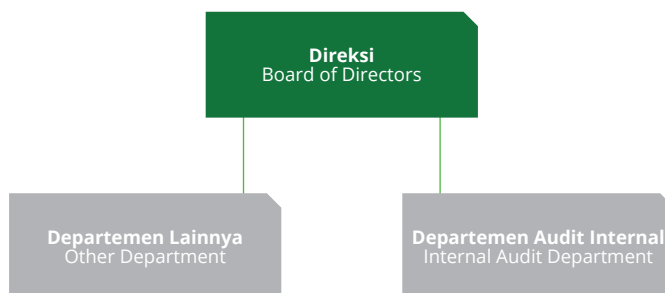 Direksi
Board of Directors
Departemen Lainnya
Other Department
Departemen Audit Internal
Internal Audit Department